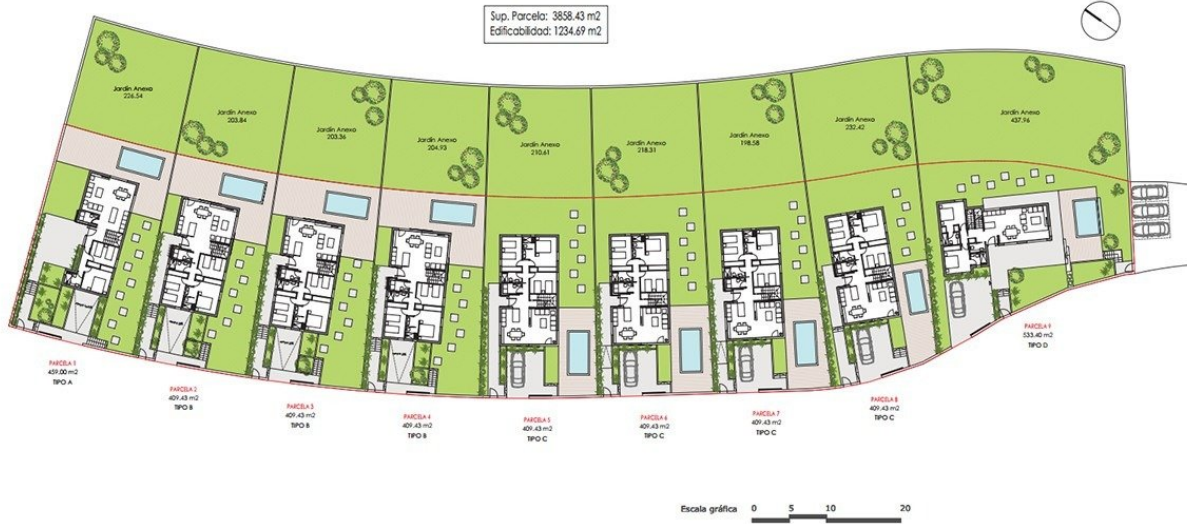 Sup. Parcela: 3858.43 m2
Edificabilidad: 1234.69 m2
Jardín Anexo
226.54
Jardín Anexo
203.84
Jardín Anexo
203.36
Jardín Anexo
204.93
Jardín Anexo
210.61
Jardín Anexo
218.31
Jardín Anexo
198.58
Jardín Anexo
232.42
Jardín Anexo
437.96
PARCELA 1
459.00 m2
TIPO A
PARCELA 2
409.43 m2
TIPO B
PARCELA 3
409.43 m2
TIPO B
PARCELA 4
409.43 m2
TIPO B
PARCELA 5
409.43 m2
TIPO C
PARCELA 6
409.43 m2
TIPO C
PARCELA 7
409.43 m2
TIPO C
PARCELA 8
409.43 m2
TIPO C
PARCELA 9
533.40 m2
TIPO D
Escala gráfica 0 5 10 20